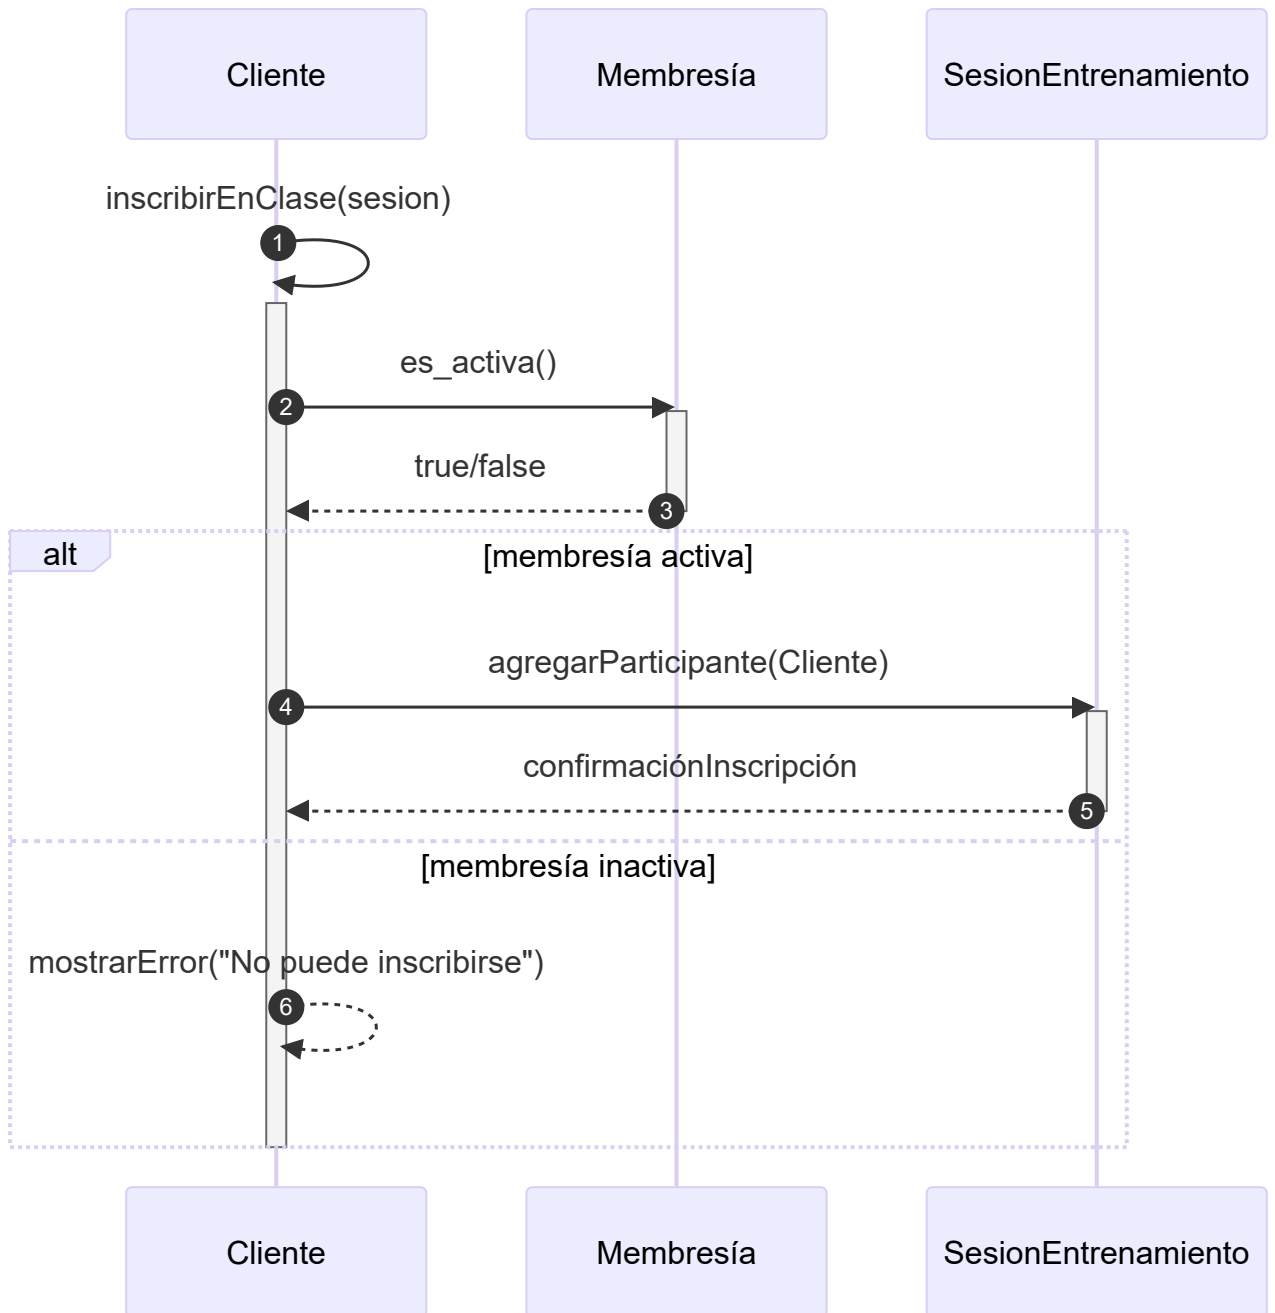 Cliente
Membresía
SesionEntrenamiento
inscribirEnClase(sesion)
1
es_activa()
2
true/false
3
alt
[membresía activa]
agregarParticipante(Cliente)
4
confirmaciónInscripción
5
[membresía inactiva]
mostrarError("No puede inscribirse")
6
Cliente
Membresía
SesionEntrenamiento